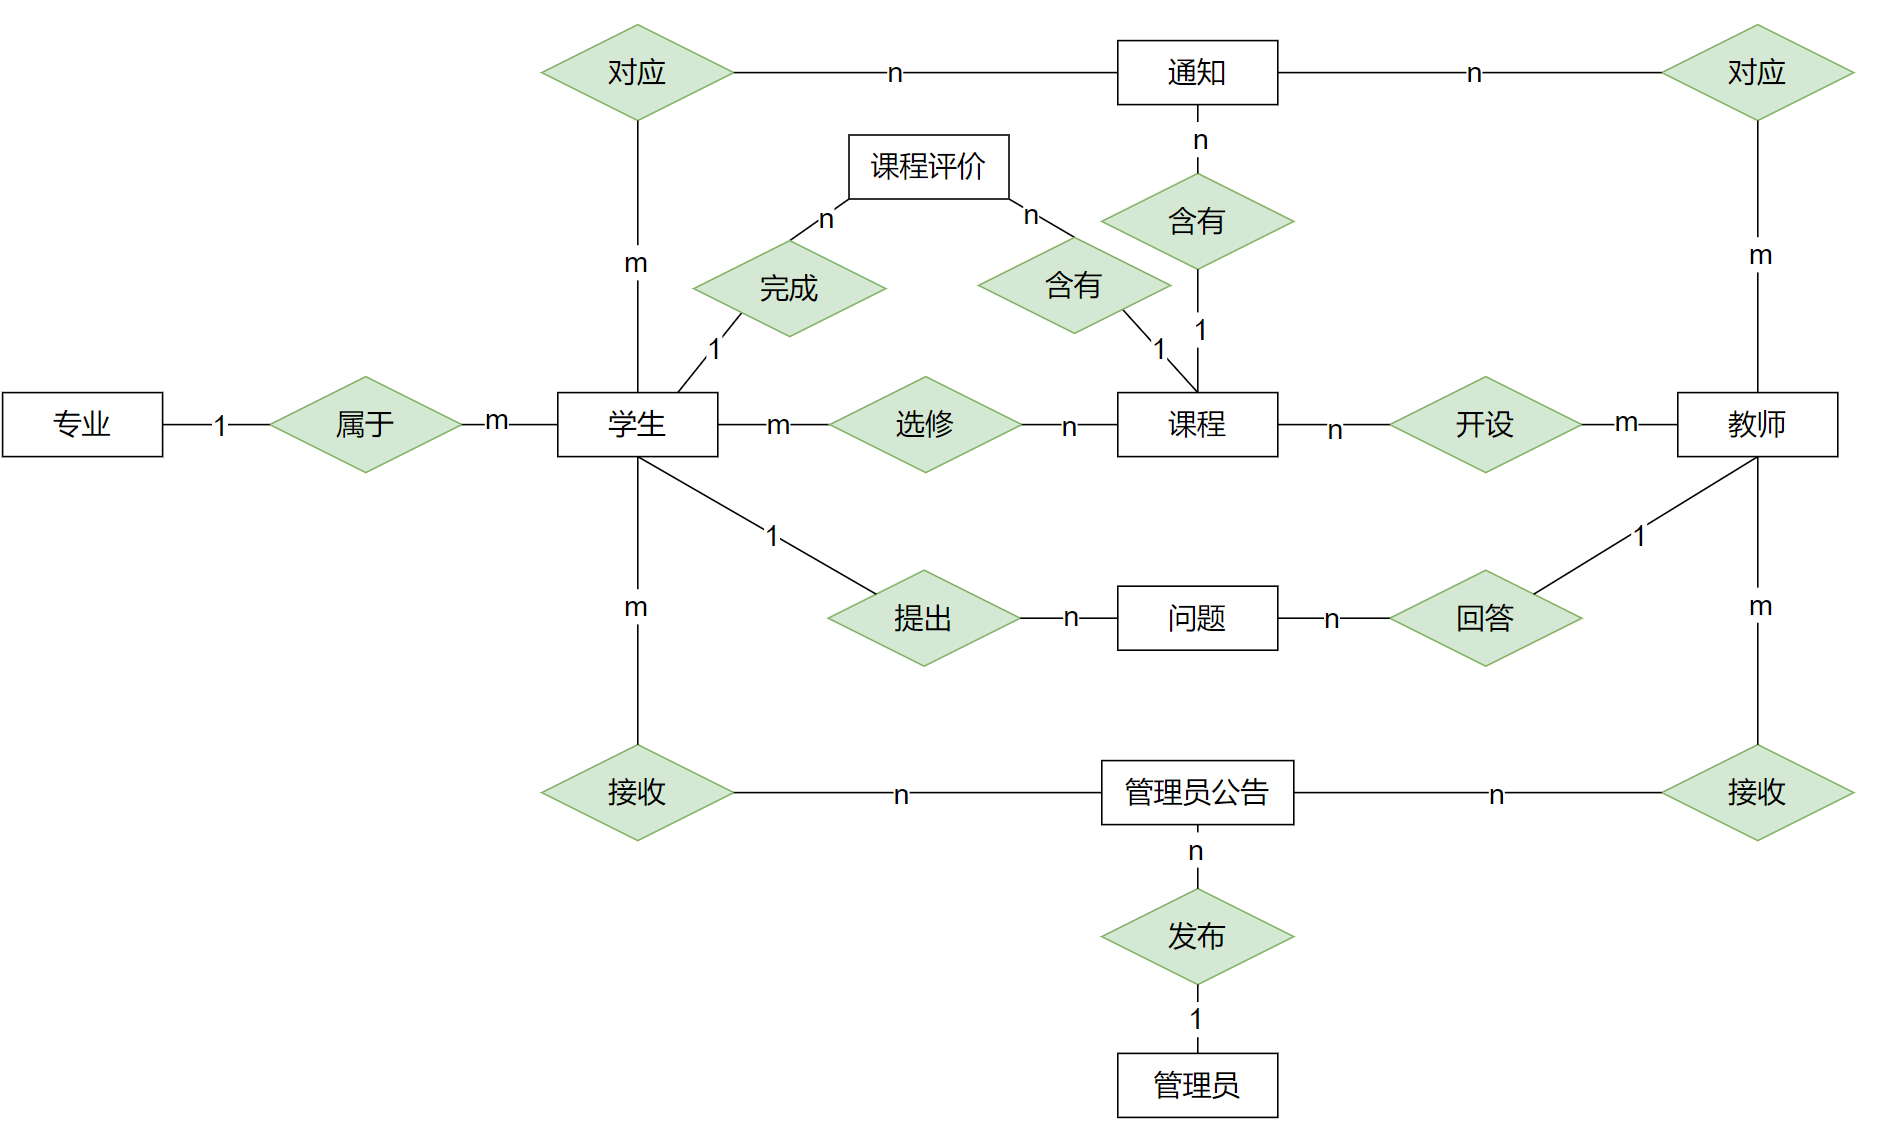 对应
n
通知
n
对应
n
课程评价
n
n
含有
m
m
完成
含有
1
1
1
专业
1
属于
m
学生
m
选修
n
课程
n
开设
m
教师
1
1
m
m
提出
n
问题
n
回答
接收
n
管理员公告
n
接收
n
发布
1
管理员